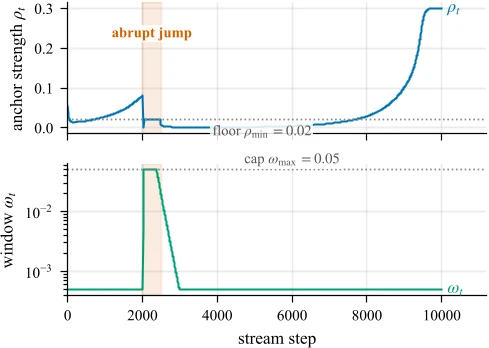 0.3
0.2
0.1
0.0
anchor strength ρt
ρt
abrupt jump
floor ρmin = 0.02
cap ωmax = 0.05
10−2
10−3
window ωt
ωt
0 2000 4000 6000 8000 10000
stream step